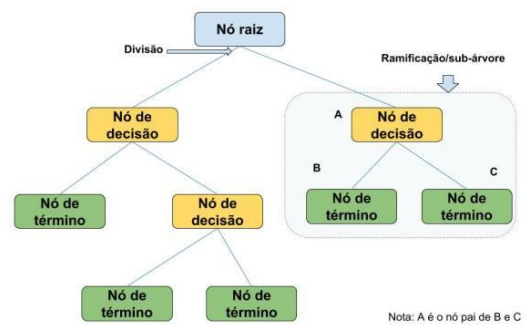 Nó raiz
Divisão
Ramificação/sub-árvore
Nó de
decisão
A
Nó de
decisão
B
C
Nó de
término
Nó de
decisão
Nó de
término
Nó de
término
Nó de
término
Nó de
término
Nota: A é o nó pai de B e C